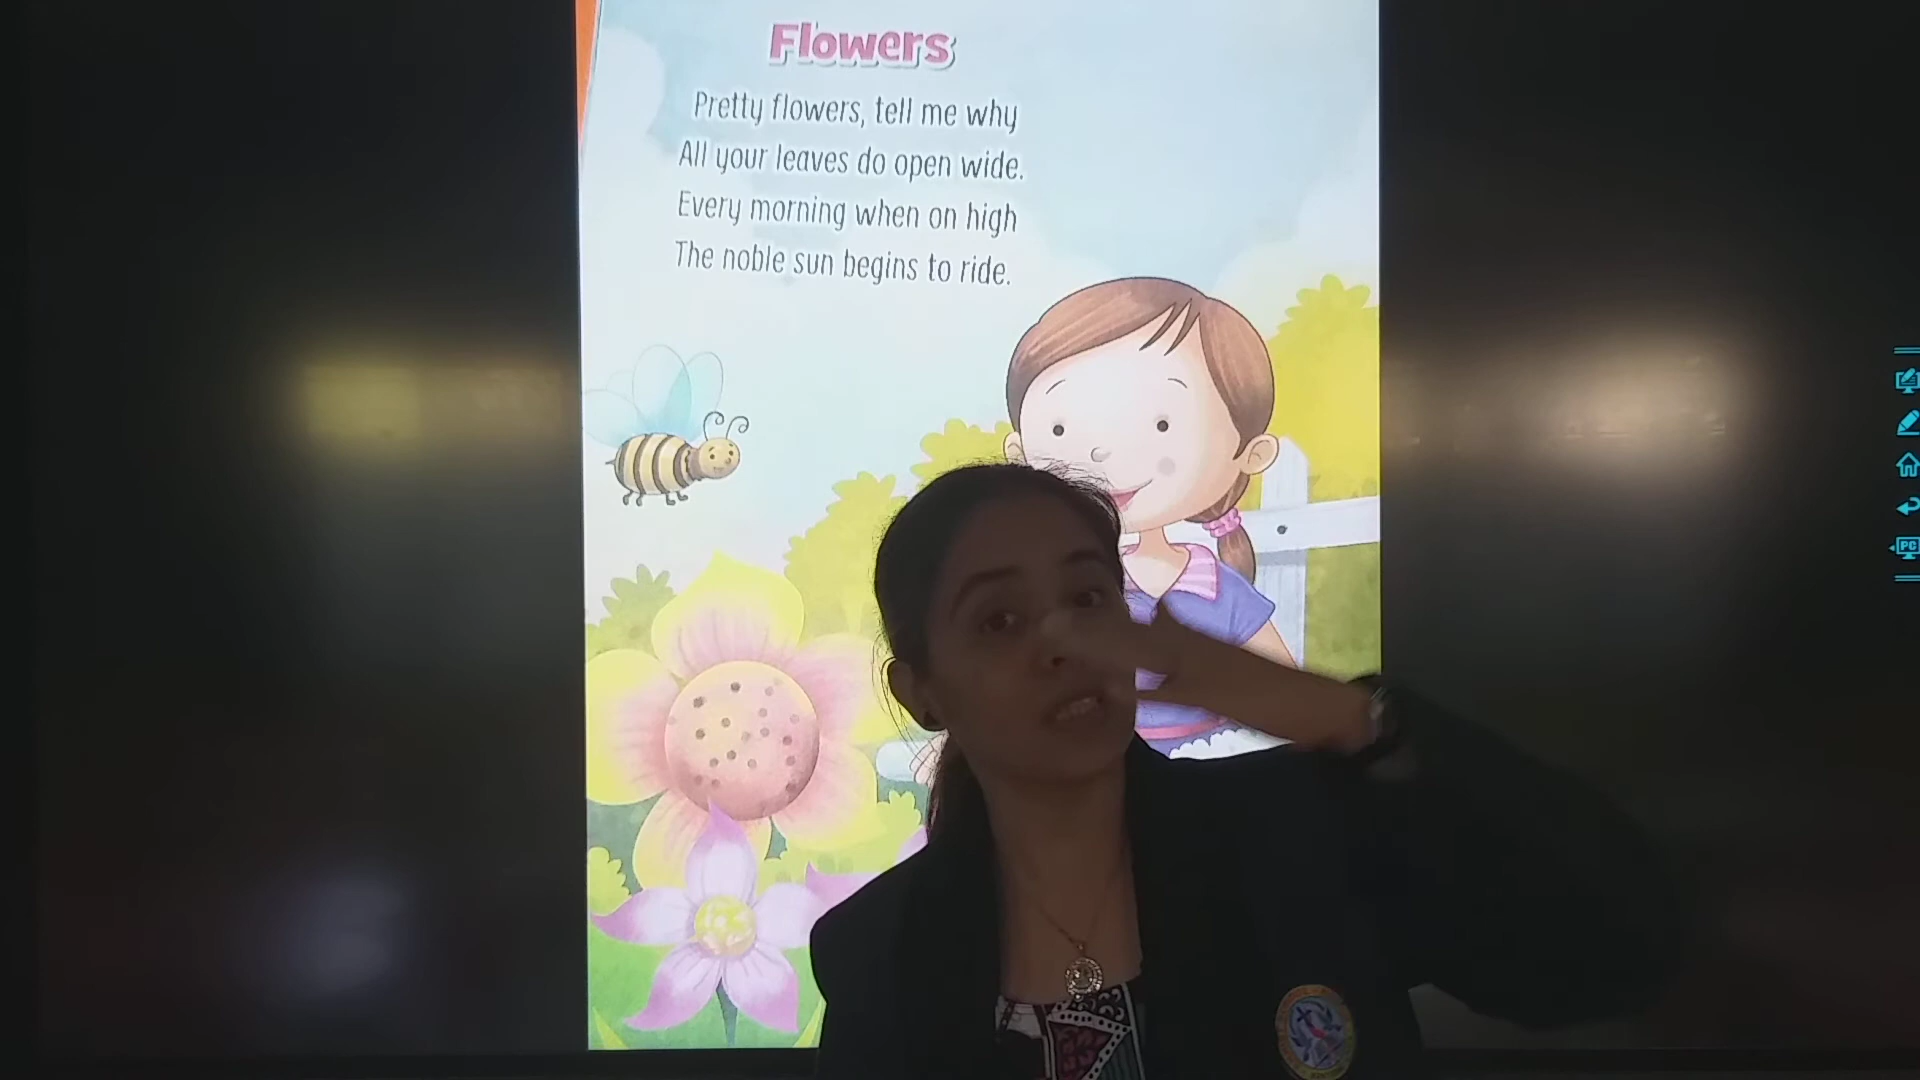 Flowers
Pretty flowers, tell me why
All your leaves do open wide.
Every morning when on high
The noble sun begins to ride.
PC